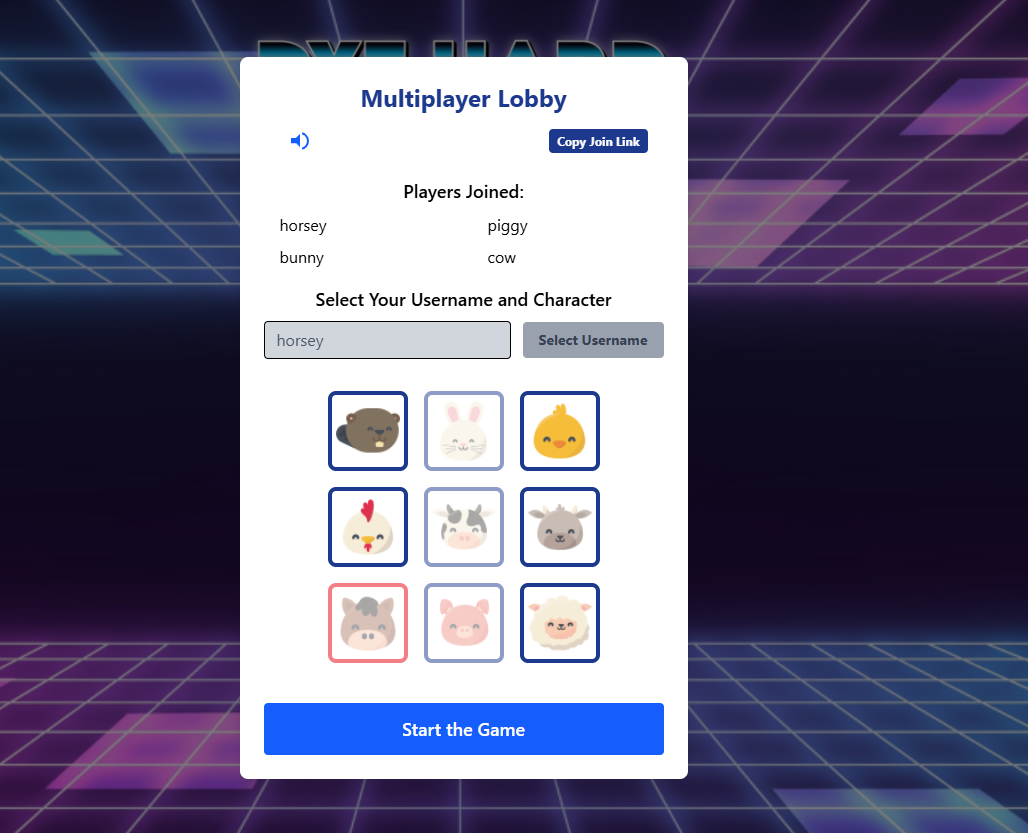 Multiplayer Lobby
Copy Join Link
Players Joined:
horsey piggy
bunny cow
Select Your Username and Character
horsey Select Username
Start the Game